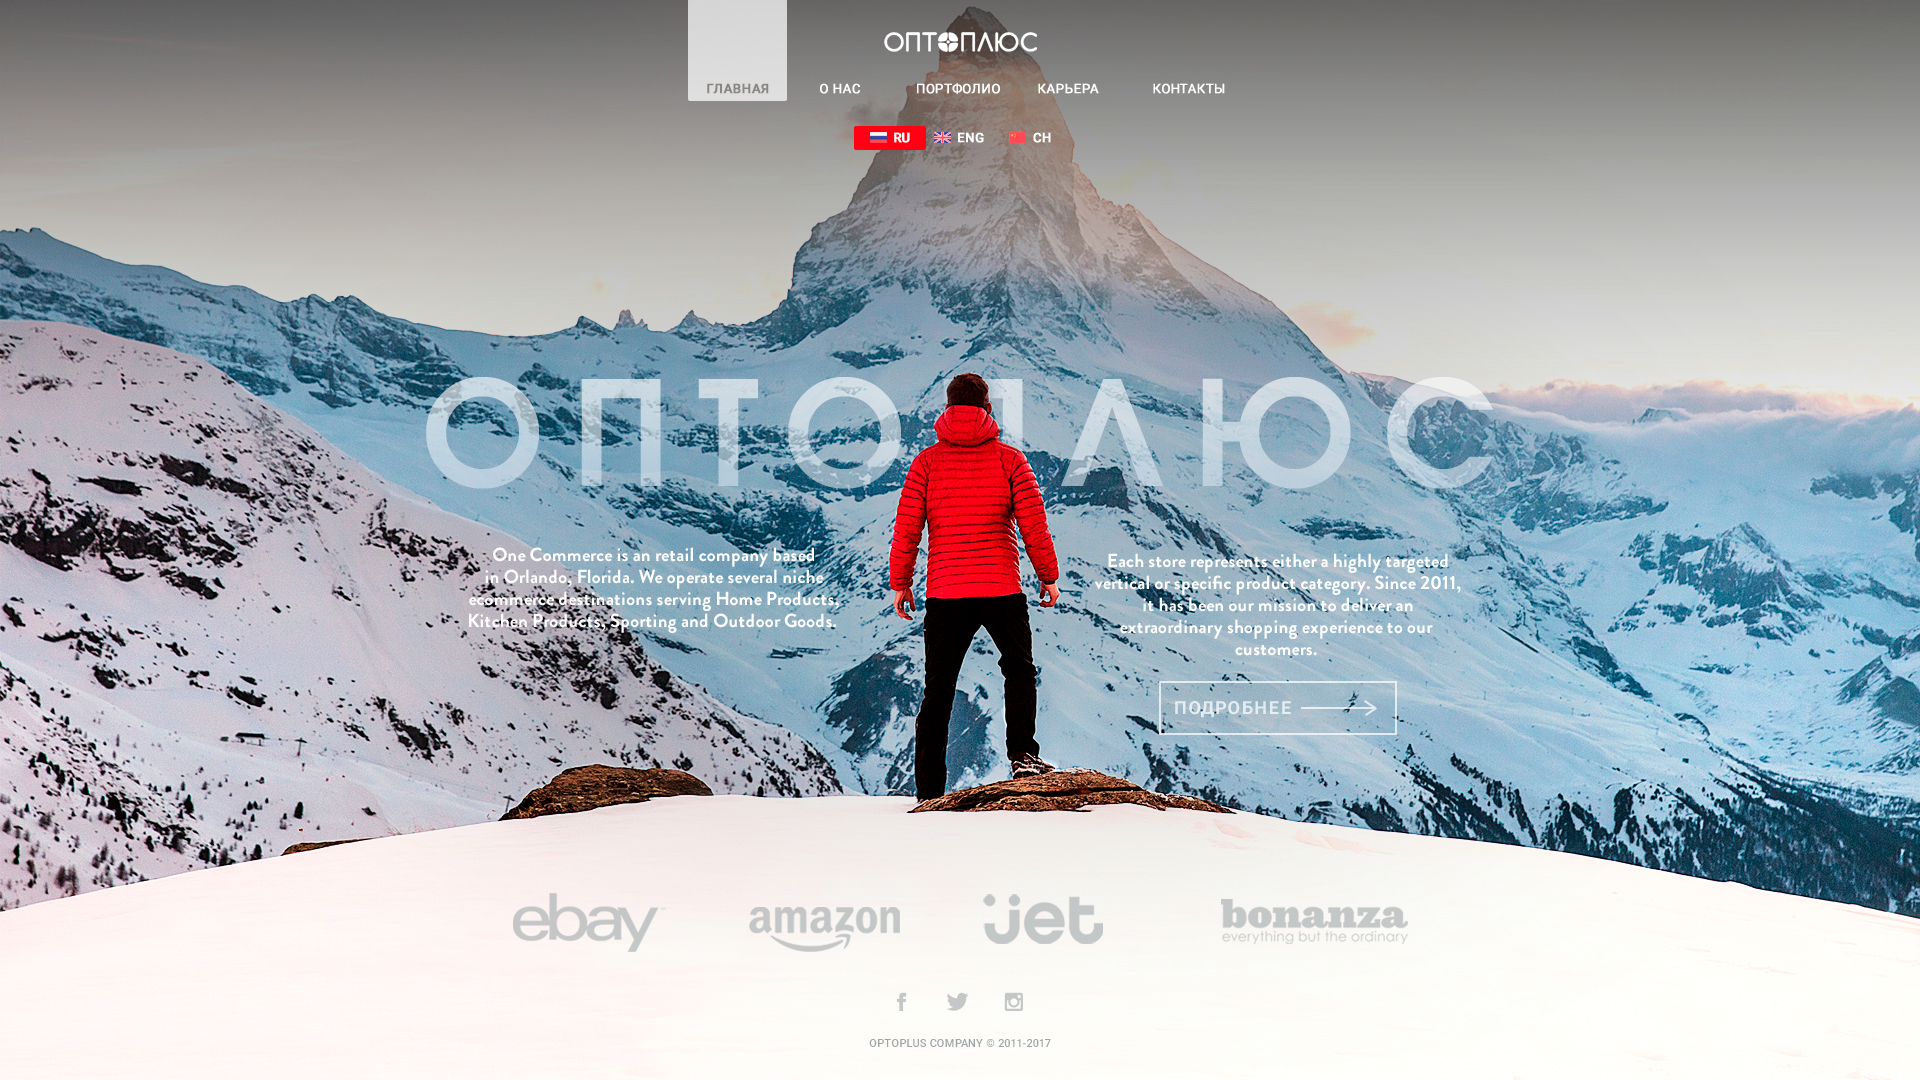 ОПТОПЛЮС
ГЛАВНАЯ О НАС ПОРТФОЛИО КАРЬЕРА КОНТАКТЫ
RU ENG CH
ОПТОПЛЮС
One Commerce is an retail company based
in Orlando, Florida. We operate several niche
ecommerce destinations serving Home Products,
Kitchen Products, Sporting and Outdoor Goods.
Each store represents either a highly targeted
vertical or specific product category. Since 2011,
it has been our mission to deliver an
extraordinary shopping experience to our
customers.
ПОДРОБНЕЕ
ebay
amazon
jet
bonanza
everything but the ordinary
OPTOPLUS COMPANY © 2011-2017